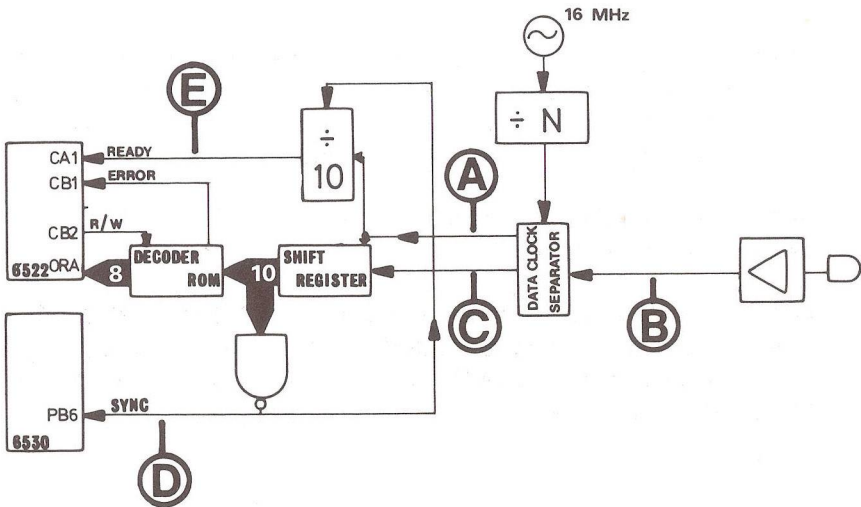 16 MHz
÷ N
E
÷
10
CA1
READY
CB1
ERROR
A
CB2
R/W
ORA
6522
8
DECODER
ROM
10
SHIFT
REGISTER
DATA CLOCK
SEPARATOR
C
B
PB6
SYNC
6530
D